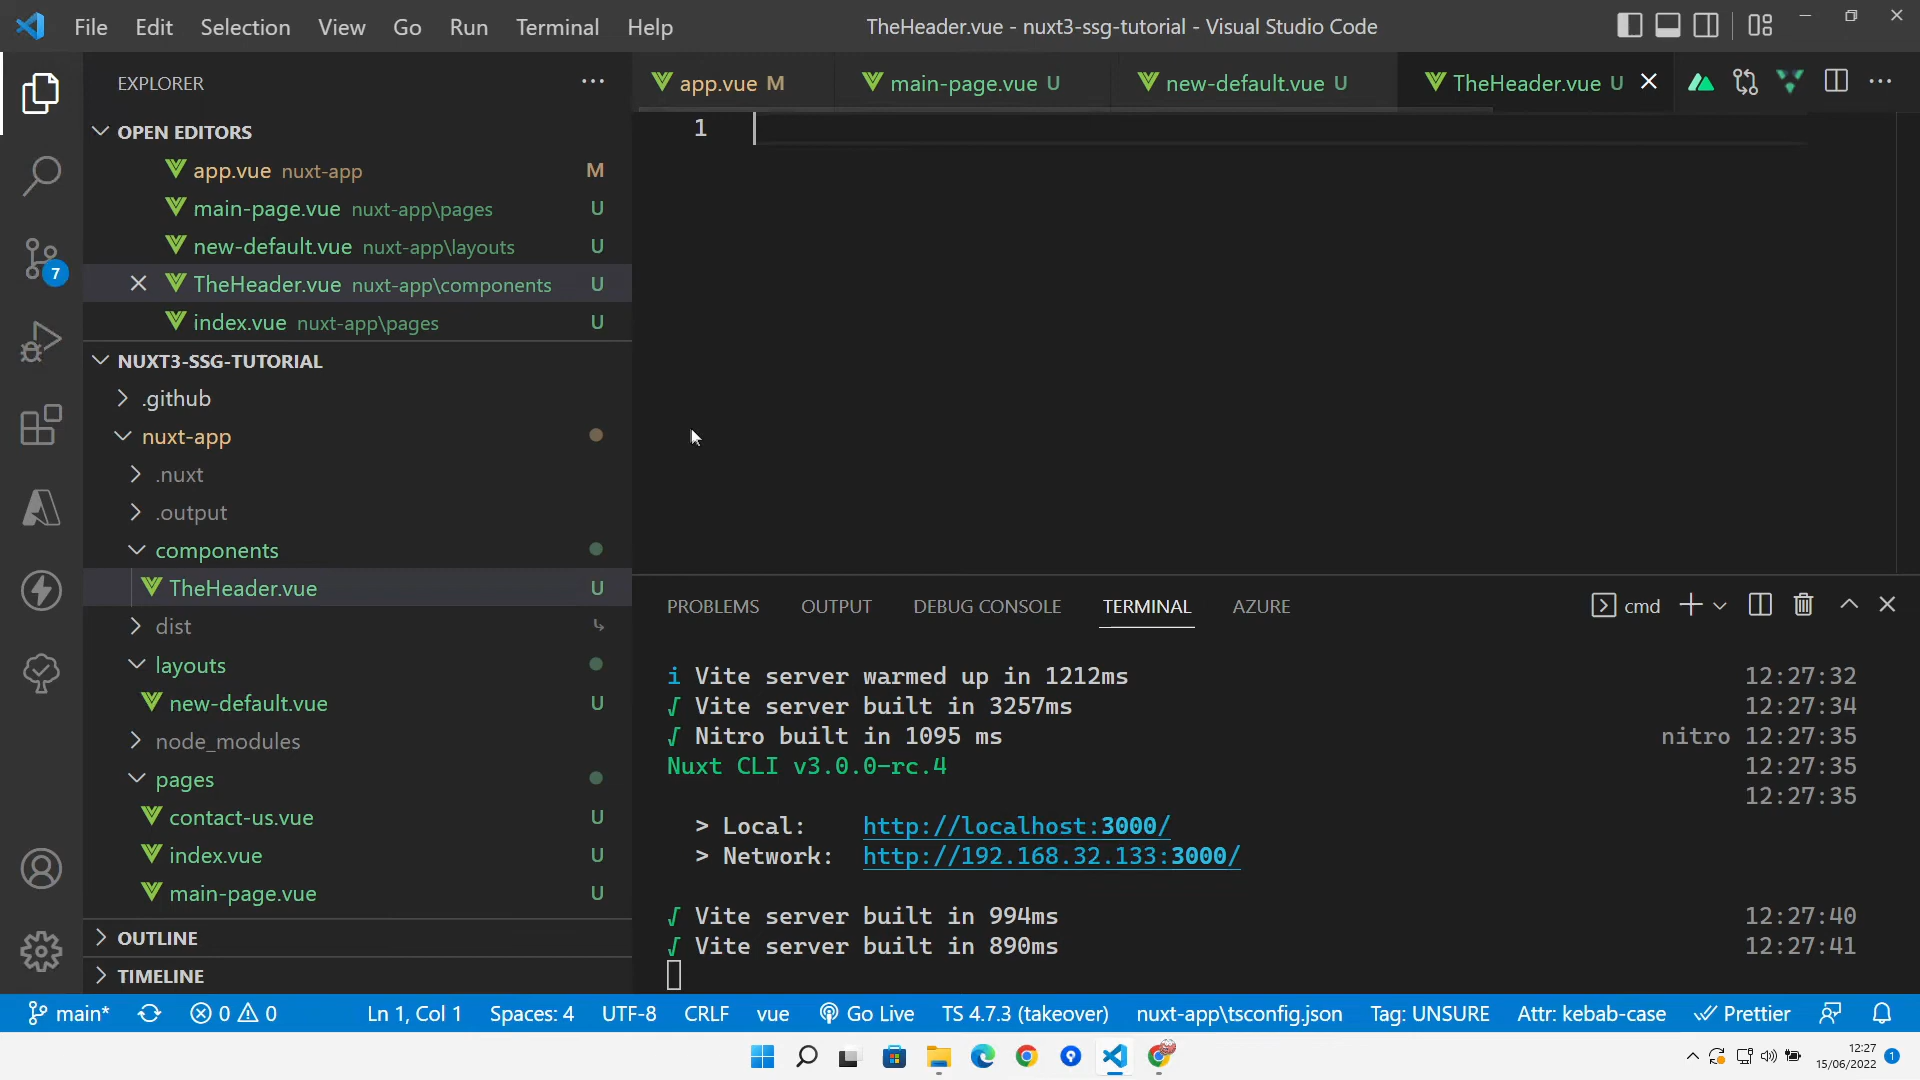 File Edit Selection View Go Run Terminal Help
TheHeader.vue - nuxt3-ssg-tutorial - Visual Studio Code
EXPLORER
app.vue M
main-page.vue U
new-default.vue U
TheHeader.vue U
OPEN EDITORS
1
app.vue nuxt-app M
main-page.vue nuxt-app\pages U
new-default.vue nuxt-app\layouts U
7
TheHeader.vue nuxt-app\components U
index.vue nuxt-app\pages U
NUXT3-SSG-TUTORIAL
.github
nuxt-app
.nuxt
.output
components
TheHeader.vue U
dist
layouts
new-default.vue U
node_modules
pages
contact-us.vue U
index.vue U
main-page.vue U
OUTLINE
TIMELINE
PROBLEMS OUTPUT DEBUG CONSOLE TERMINAL AZURE
cmd
i Vite server warmed up in 1212ms 12:27:32
√ Vite server built in 3257ms 12:27:34
√ Nitro built in 1095 ms nitro 12:27:35
Nuxt CLI v3.0.0-rc.4 12:27:35
12:27:35
> Local: http://localhost:3000/
> Network: http://192.168.32.133:3000/
√ Vite server built in 994ms 12:27:40
√ Vite server built in 890ms 12:27:41
main* 0 0 Ln 1, Col 1 Spaces: 4 UTF-8 CRLF vue Go Live TS 4.7.3 (takeover) nuxt-app\tsconfig.json Tag: UNSURE Attr: kebab-case Prettier
12:27
15/06/2022
1